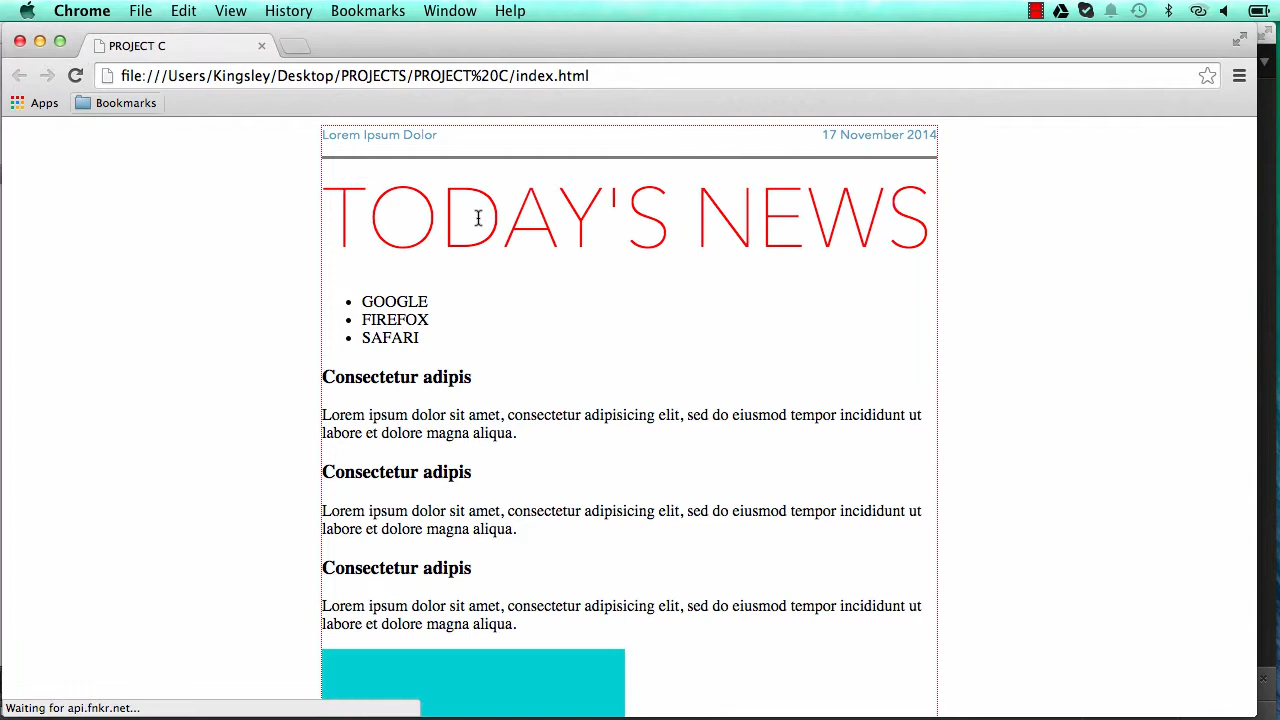 Chrome File Edit View History Bookmarks Window Help
PROJECT C
file:///Users/Kingsley/Desktop/PROJECTS/PROJECT%20C/index.html
Apps Bookmarks
Lorem Ipsum Dolor 17 November 2014
TODAY'S NEWS
• GOOGLE
• FIREFOX
• SAFARI
Consectetur adipis
Lorem ipsum dolor sit amet, consectetur adipisicing elit, sed do eiusmod tempor incididunt ut
labore et dolore magna aliqua.
Consectetur adipis
Lorem ipsum dolor sit amet, consectetur adipisicing elit, sed do eiusmod tempor incididunt ut
labore et dolore magna aliqua.
Consectetur adipis
Lorem ipsum dolor sit amet, consectetur adipisicing elit, sed do eiusmod tempor incididunt ut
labore et dolore magna aliqua.
Waiting for api.fnkr.net...